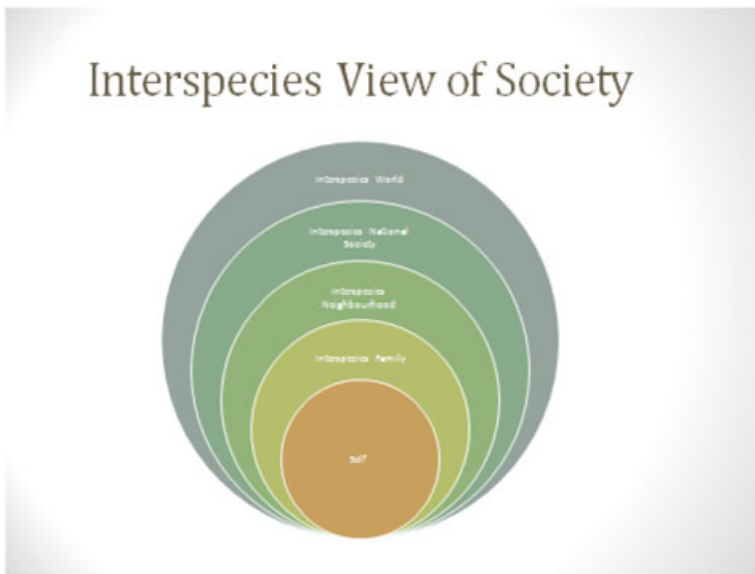 Interspecies View of Society
Interspecies World
Interspecies National
Society
Interspecies
Neighbourhood
Interspecies Family
Self